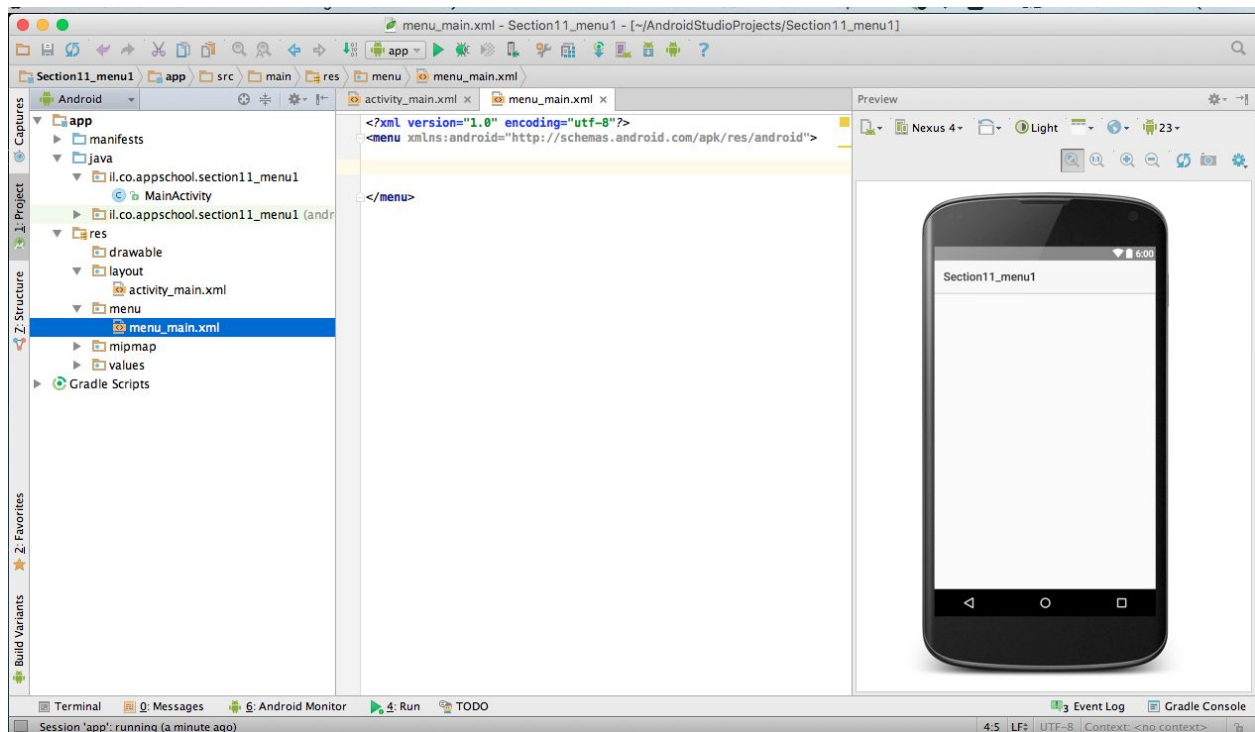 menu_main.xml - Section11_menu1 - [~/AndroidStudioProjects/Section11_menu1]
app
Section11_menu1 app src main res menu menu_main.xml
Captures
1: Project
Z: Structure
2: Favorites
Build Variants
Android
app
manifests
java
il.co.appschool.section11_menu1
MainActivity
il.co.appschool.section11_menu1 (andr
res
drawable
layout
activity_main.xml
menu
menu_main.xml
mipmap
values
Gradle Scripts
activity_main.xml menu_main.xml
<?xml version="1.0" encoding="utf-8"?>
<menu xmlns:android="http://schemas.android.com/apk/res/android">
</menu>
Preview
Nexus 4 Light 23
6:00
Section11_menu1
Terminal 0: Messages 6: Android Monitor 4: Run TODO 3 Event Log Gradle Console
Session 'app': running (a minute ago) 4:5 LF UTF-8 Context: <no context>